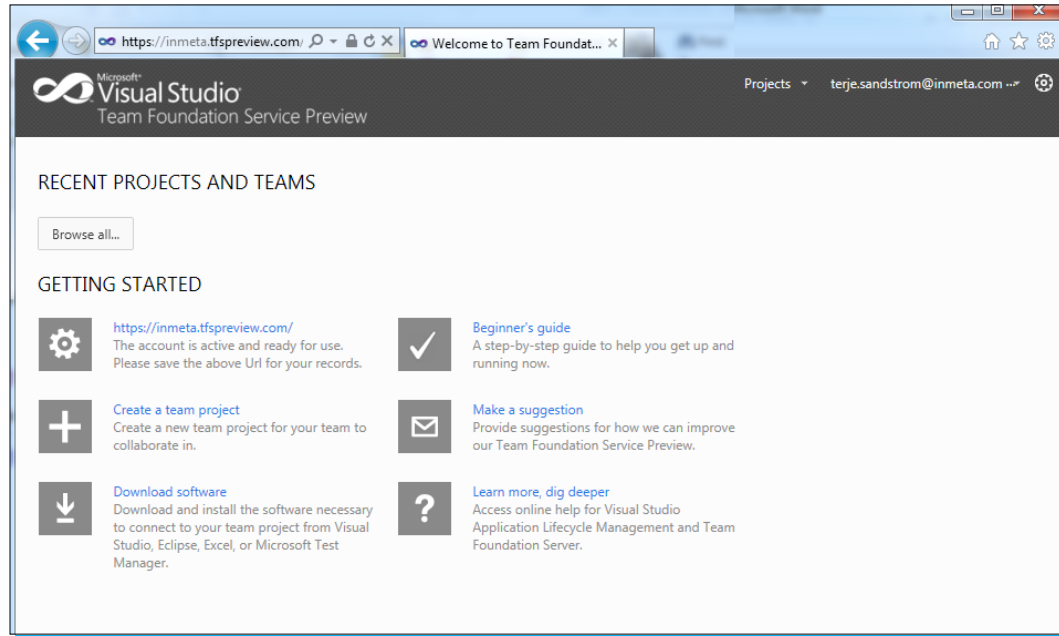 https://inmeta.tfspreview.com/
Welcome to Team Foundat...
Microsoft
Visual Studio
Team Foundation Service Preview
Projects
terje.sandstrom@inmeta.com ...
RECENT PROJECTS AND TEAMS
Browse all...
GETTING STARTED
https://inmeta.tfspreview.com/
The account is active and ready for use.
Please save the above Url for your records.
Beginner's guide
A step-by-step guide to help you get up and
running now.
Create a team project
Create a new team project for your team to
collaborate in.
Make a suggestion
Provide suggestions for how we can improve
our Team Foundation Service Preview.
Download software
Download and install the software necessary
to connect to your team project from Visual
Studio, Eclipse, Excel, or Microsoft Test
Manager.
Learn more, dig deeper
Access online help for Visual Studio
Application Lifecycle Management and Team
Foundation Server.